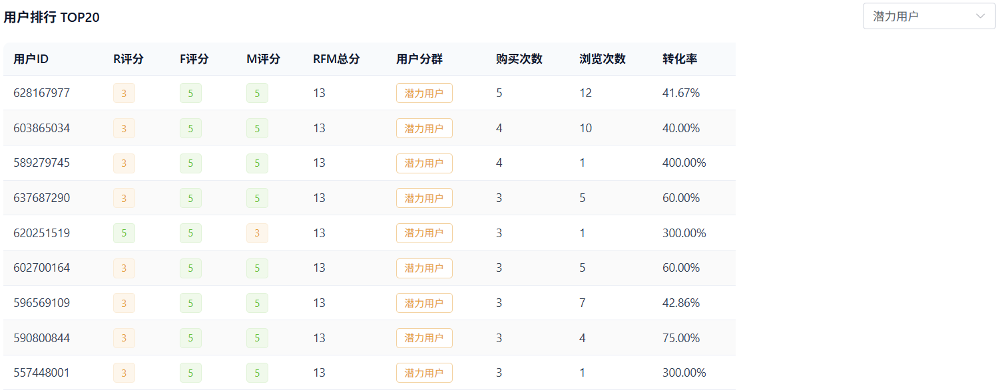 用户排行 TOP20
潜力用户
用户ID R评分 F评分 M评分 RFM总分 用户分群 购买次数 浏览次数 转化率
628167977 3 5 5 13 潜力用户 5 12 41.67%
603865034 3 5 5 13 潜力用户 4 10 40.00%
589279745 3 5 5 13 潜力用户 4 1 400.00%
637687290 3 5 5 13 潜力用户 3 5 60.00%
620251519 5 5 3 13 潜力用户 3 1 300.00%
602700164 3 5 5 13 潜力用户 3 5 60.00%
596569109 3 5 5 13 潜力用户 3 7 42.86%
590800844 3 5 5 13 潜力用户 3 4 75.00%
557448001 3 5 5 13 潜力用户 3 1 300.00%